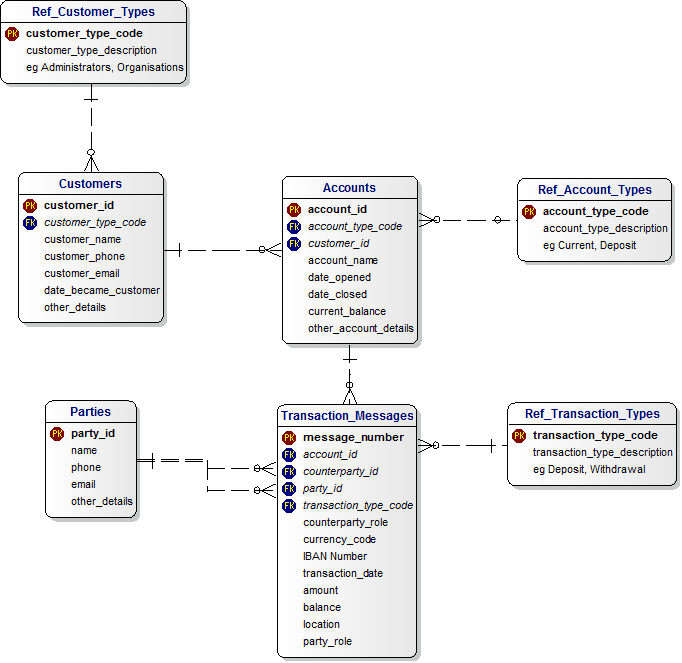 Ref_Customer_Types
PK customer_type_code
customer_type_description
eg Administrators, Organisations
Customers
PK customer_id
FK customer_type_code
customer_name
customer_phone
customer_email
date_became_customer
other_details
Accounts
PK account_id
FK account_type_code
FK customer_id
account_name
date_opened
date_closed
current_balance
other_account_details
Ref_Account_Types
PK account_type_code
account_type_description
eg Current, Deposit
Parties
PK party_id
name
phone
email
other_details
Transaction_Messages
PK message_number
FK account_id
FK counterparty_id
FK party_id
FK transaction_type_code
counterparty_role
currency_code
IBAN Number
transaction_date
amount
balance
location
party_role
Ref_Transaction_Types
PK transaction_type_code
transaction_type_description
eg Deposit, Withdrawal